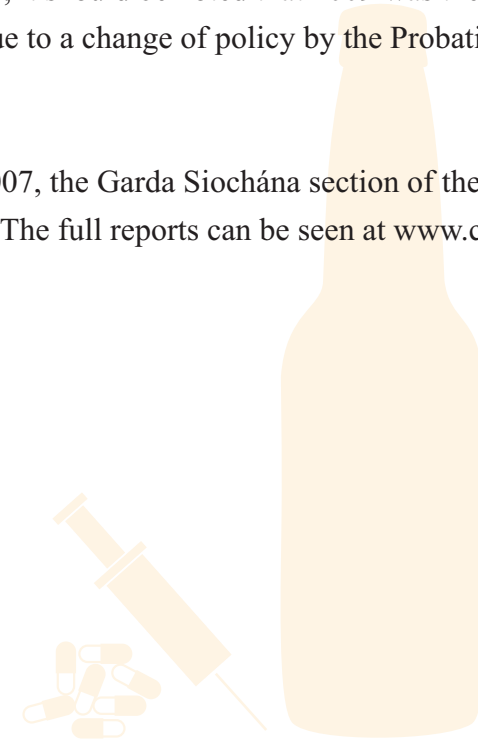 ue to a change of policy by the Probati
07, the Garda Siochána section of the
The full reports can be seen at www.c